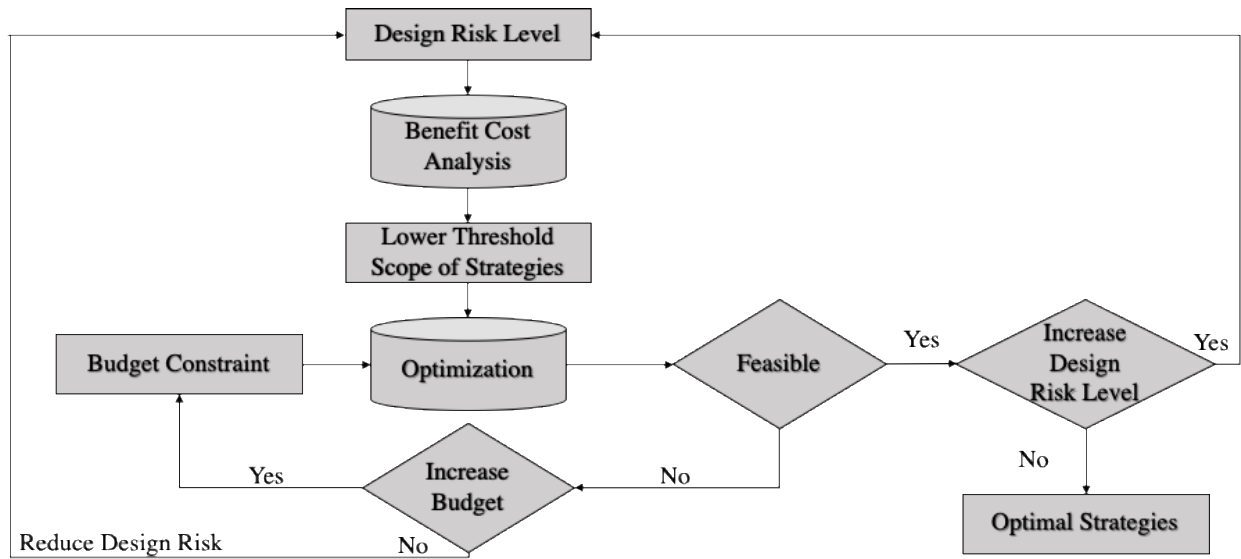 Design Risk Level
Benefit Cost
Analysis
Lower Threshold
Scope of Strategies
Budget Constraint
Optimization
Feasible
Yes
Increase
Design
Risk Level
Yes
Yes
Increase
Budget
No
No
Optimal Strategies
Reduce Design Risk
No